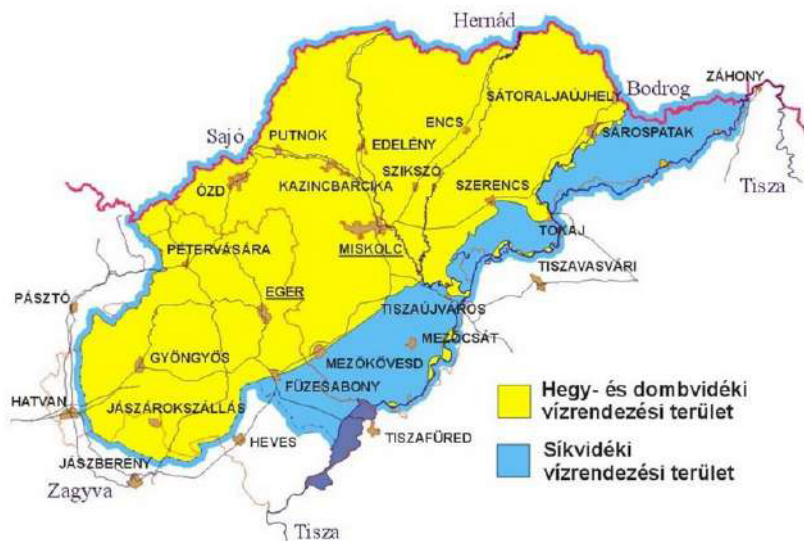 Hernád
Bodrog
ZÁHONY
SÁTORALJAÚJHELY
ENCS
SÁROSPATAK
Sajó
PUTNOK
EDELÉNY
SZIKSZÓ
Tisza
ÓZD
KAZINCBARCIKA
SZERENCS
TOKAJ
PÉTERVÁSÁRA
MISKOLC
TISZAVASVÁRI
PÁSZTÓ
EGER
TISZAÚJVÁROS
MEZŐCSÁT
GYÖNGYÖS
MEZŐKÖVESD
FÜZESABONY
HATVAN
JÁSZÁROKSZÁLLÁS
HEVES
TISZAFÜRED
JÁSZBERÉNY
Zagyva
Tisza
Hegy- és dombvidéki
vízrendezési terület
Síkvidéki
vízrendezési terület